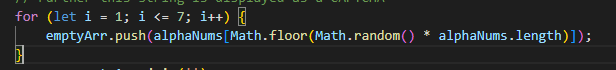 // Further this string is displayed as a CAPTCHA
for (let i = 1; i <= 7; i++) {
emptyArr.push(alphaNums[Math.floor(Math.random() * alphaNums.length)]);
}